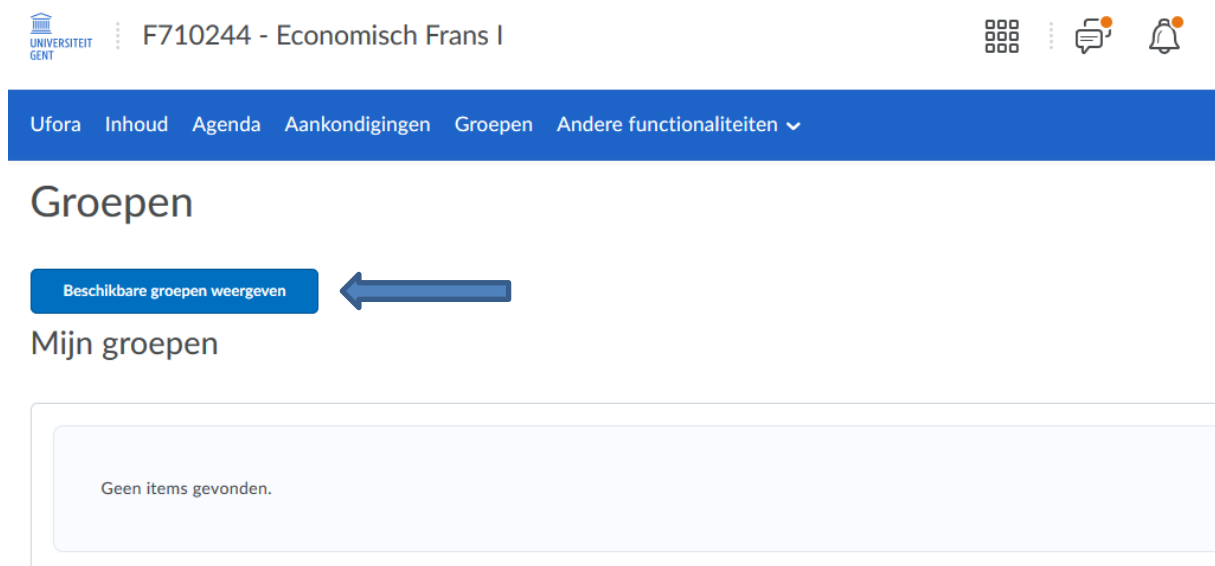 UNIVERSITEIT
GENT
F710244 - Economisch Frans I
Ufora Inhoud Agenda Aankondigingen Groepen Andere functionaliteiten
Groepen
Beschikbare groepen weergeven
Mijn groepen
Geen items gevonden.